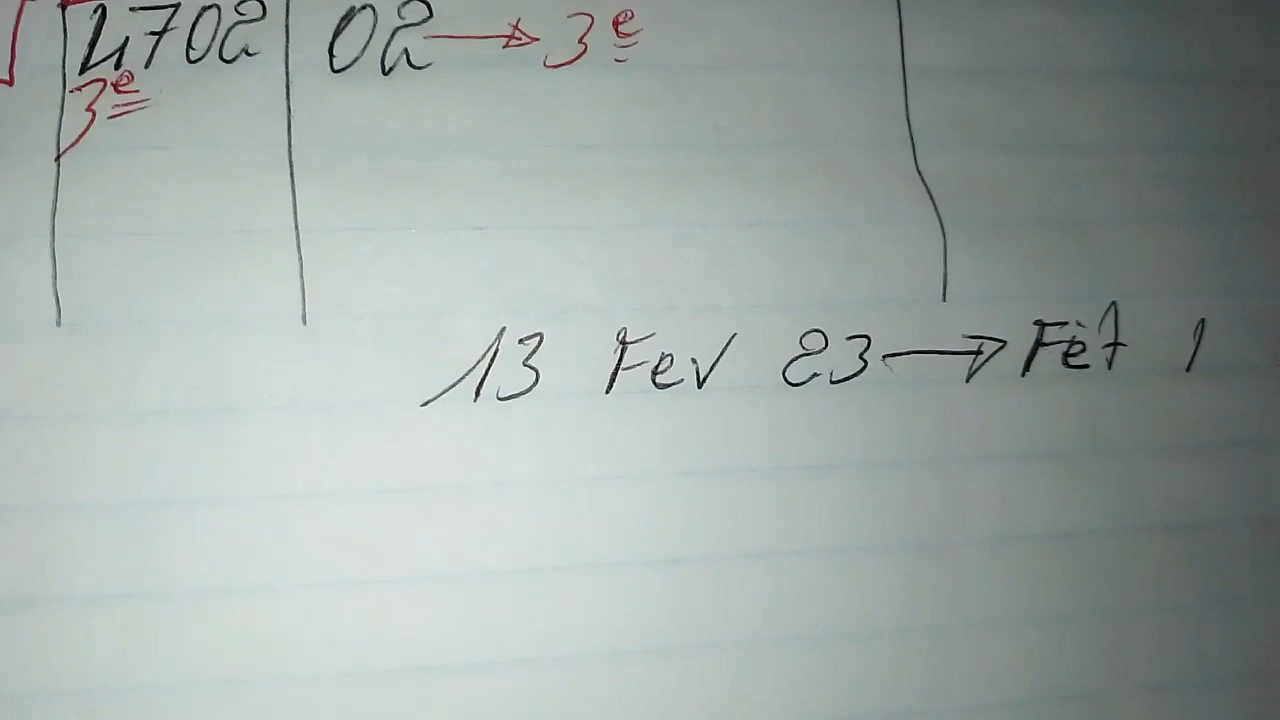 4702 02 → 3e
3e
13 Fev 23 → Fèt 1